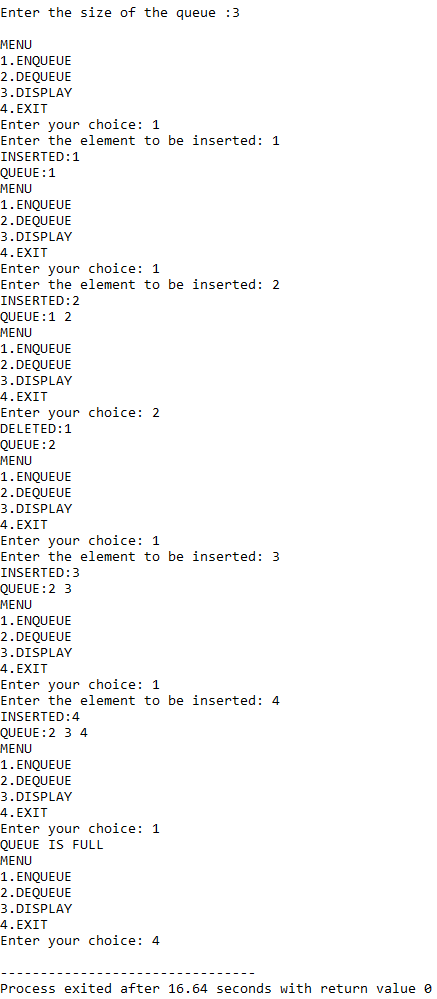 Enter the size of the queue :3
MENU
1.ENQUEUE
2.DEQUEUE
3.DISPLAY
4.EXIT
Enter your choice: 1
Enter the element to be inserted: 1
INSERTED:1
QUEUE:1
MENU
1.ENQUEUE
2.DEQUEUE
3.DISPLAY
4.EXIT
Enter your choice: 1
Enter the element to be inserted: 2
INSERTED:2
QUEUE:1 2
MENU
1.ENQUEUE
2.DEQUEUE
3.DISPLAY
4.EXIT
Enter your choice: 2
DELETED:1
QUEUE:2
MENU
1.ENQUEUE
2.DEQUEUE
3.DISPLAY
4.EXIT
Enter your choice: 1
Enter the element to be inserted: 3
INSERTED:3
QUEUE:2 3
MENU
1.ENQUEUE
2.DEQUEUE
3.DISPLAY
4.EXIT
Enter your choice: 1
Enter the element to be inserted: 4
INSERTED:4
QUEUE:2 3 4
MENU
1.ENQUEUE
2.DEQUEUE
3.DISPLAY
4.EXIT
Enter your choice: 1
QUEUE IS FULL
MENU
1.ENQUEUE
2.DEQUEUE
3.DISPLAY
4.EXIT
Enter your choice: 4
--------------------------------
Process exited after 16.64 seconds with return value 0